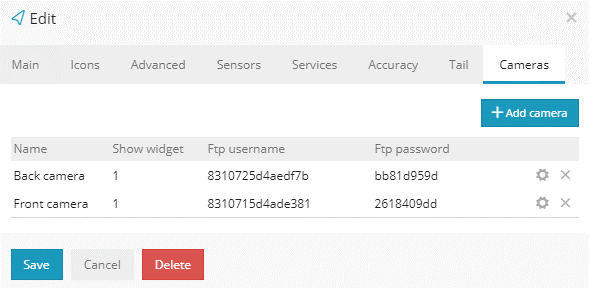 Edit
Main Icons Advanced Sensors Services Accuracy Tail Cameras
+ Add camera
Name Show widget Ftp username Ftp password
Back camera 1 8310725d4aedf7b bb81d959d
Front camera 1 8310715d4ade381 2618409dd
Save Cancel Delete